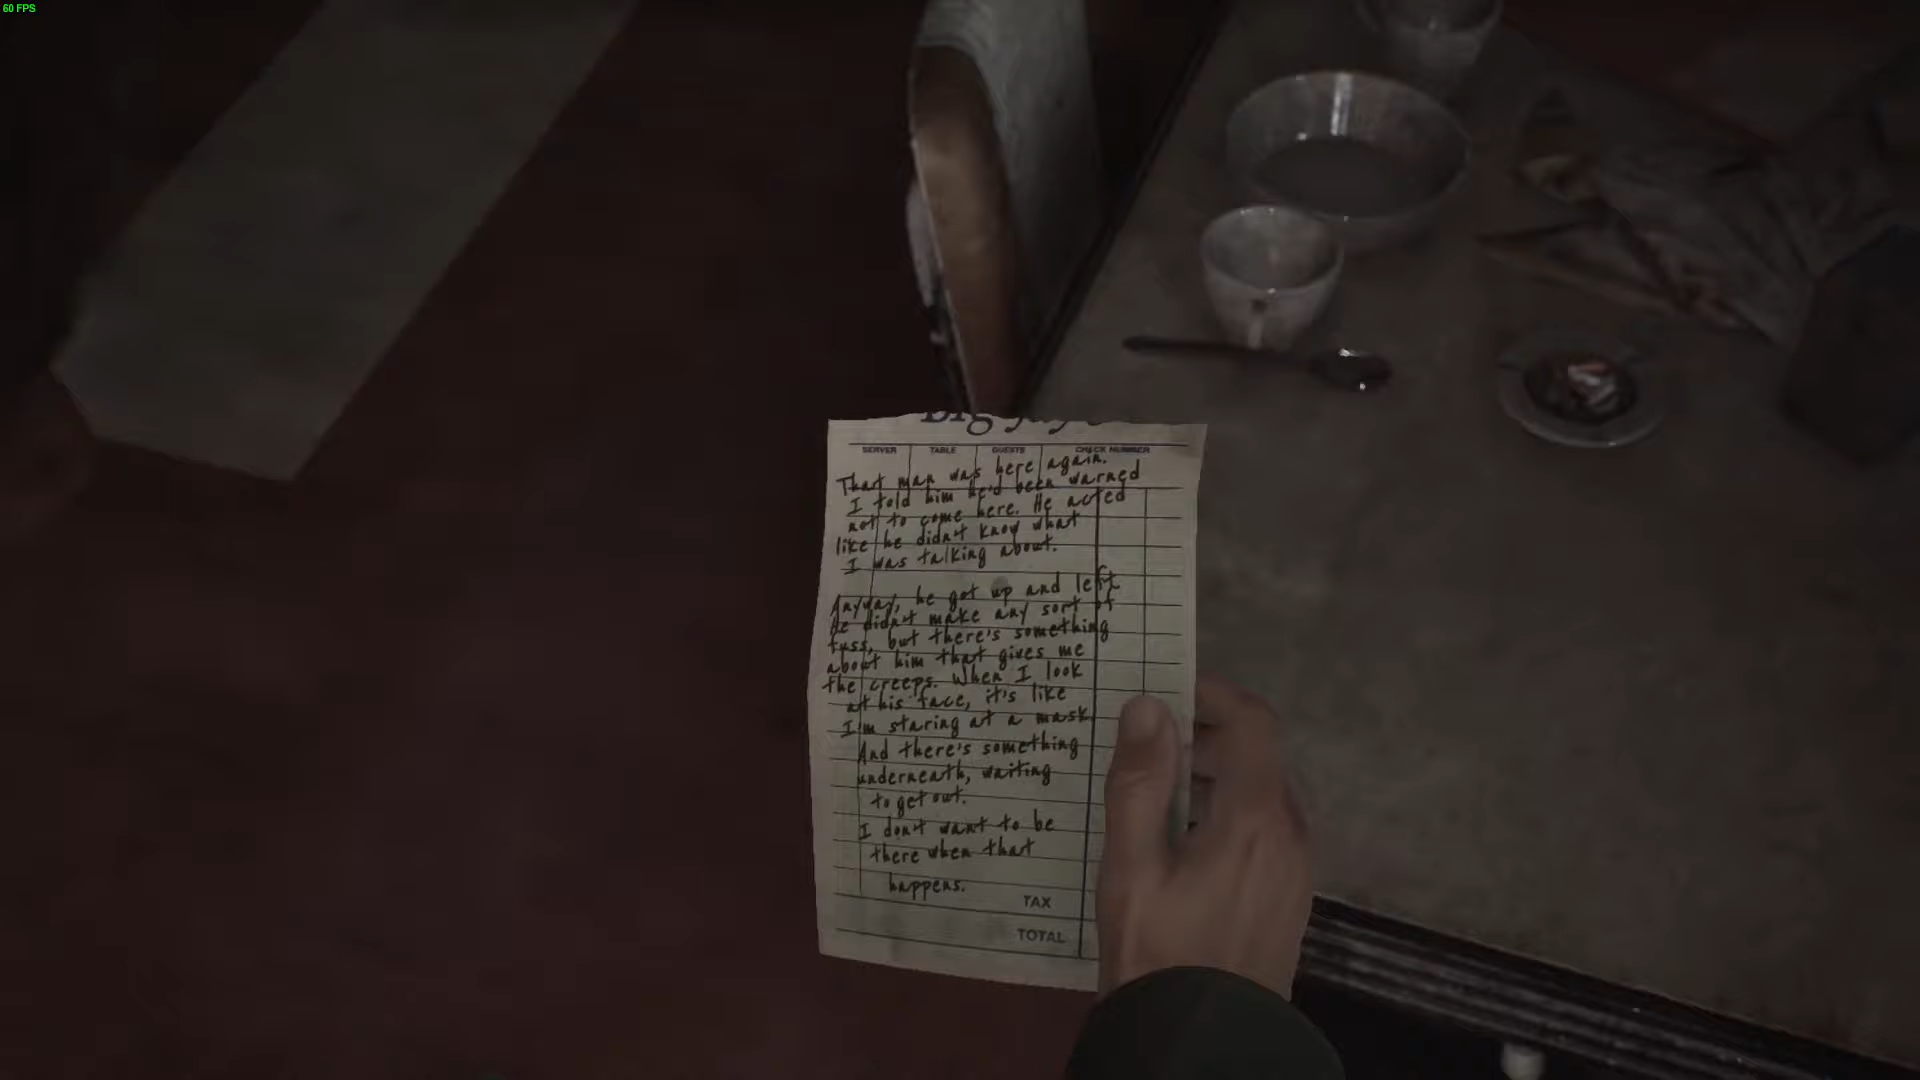 60 FPS
Big Jay's
SERVER TABLE GUESTS CHECK NUMBER
That man was here again.
I told him he'd been warned
not to come here. He acted
like he didn't know what
I was talking about.
Anyway, he got up and left
He didn't make any sort of
fuss, but there's something
about him that gives me
the creeps. When I look
at his face, it's like
I'm staring at a mask
And there's something
underneath, waiting
to get out.
I don't want to be
there when that
happens.
TAX
TOTAL